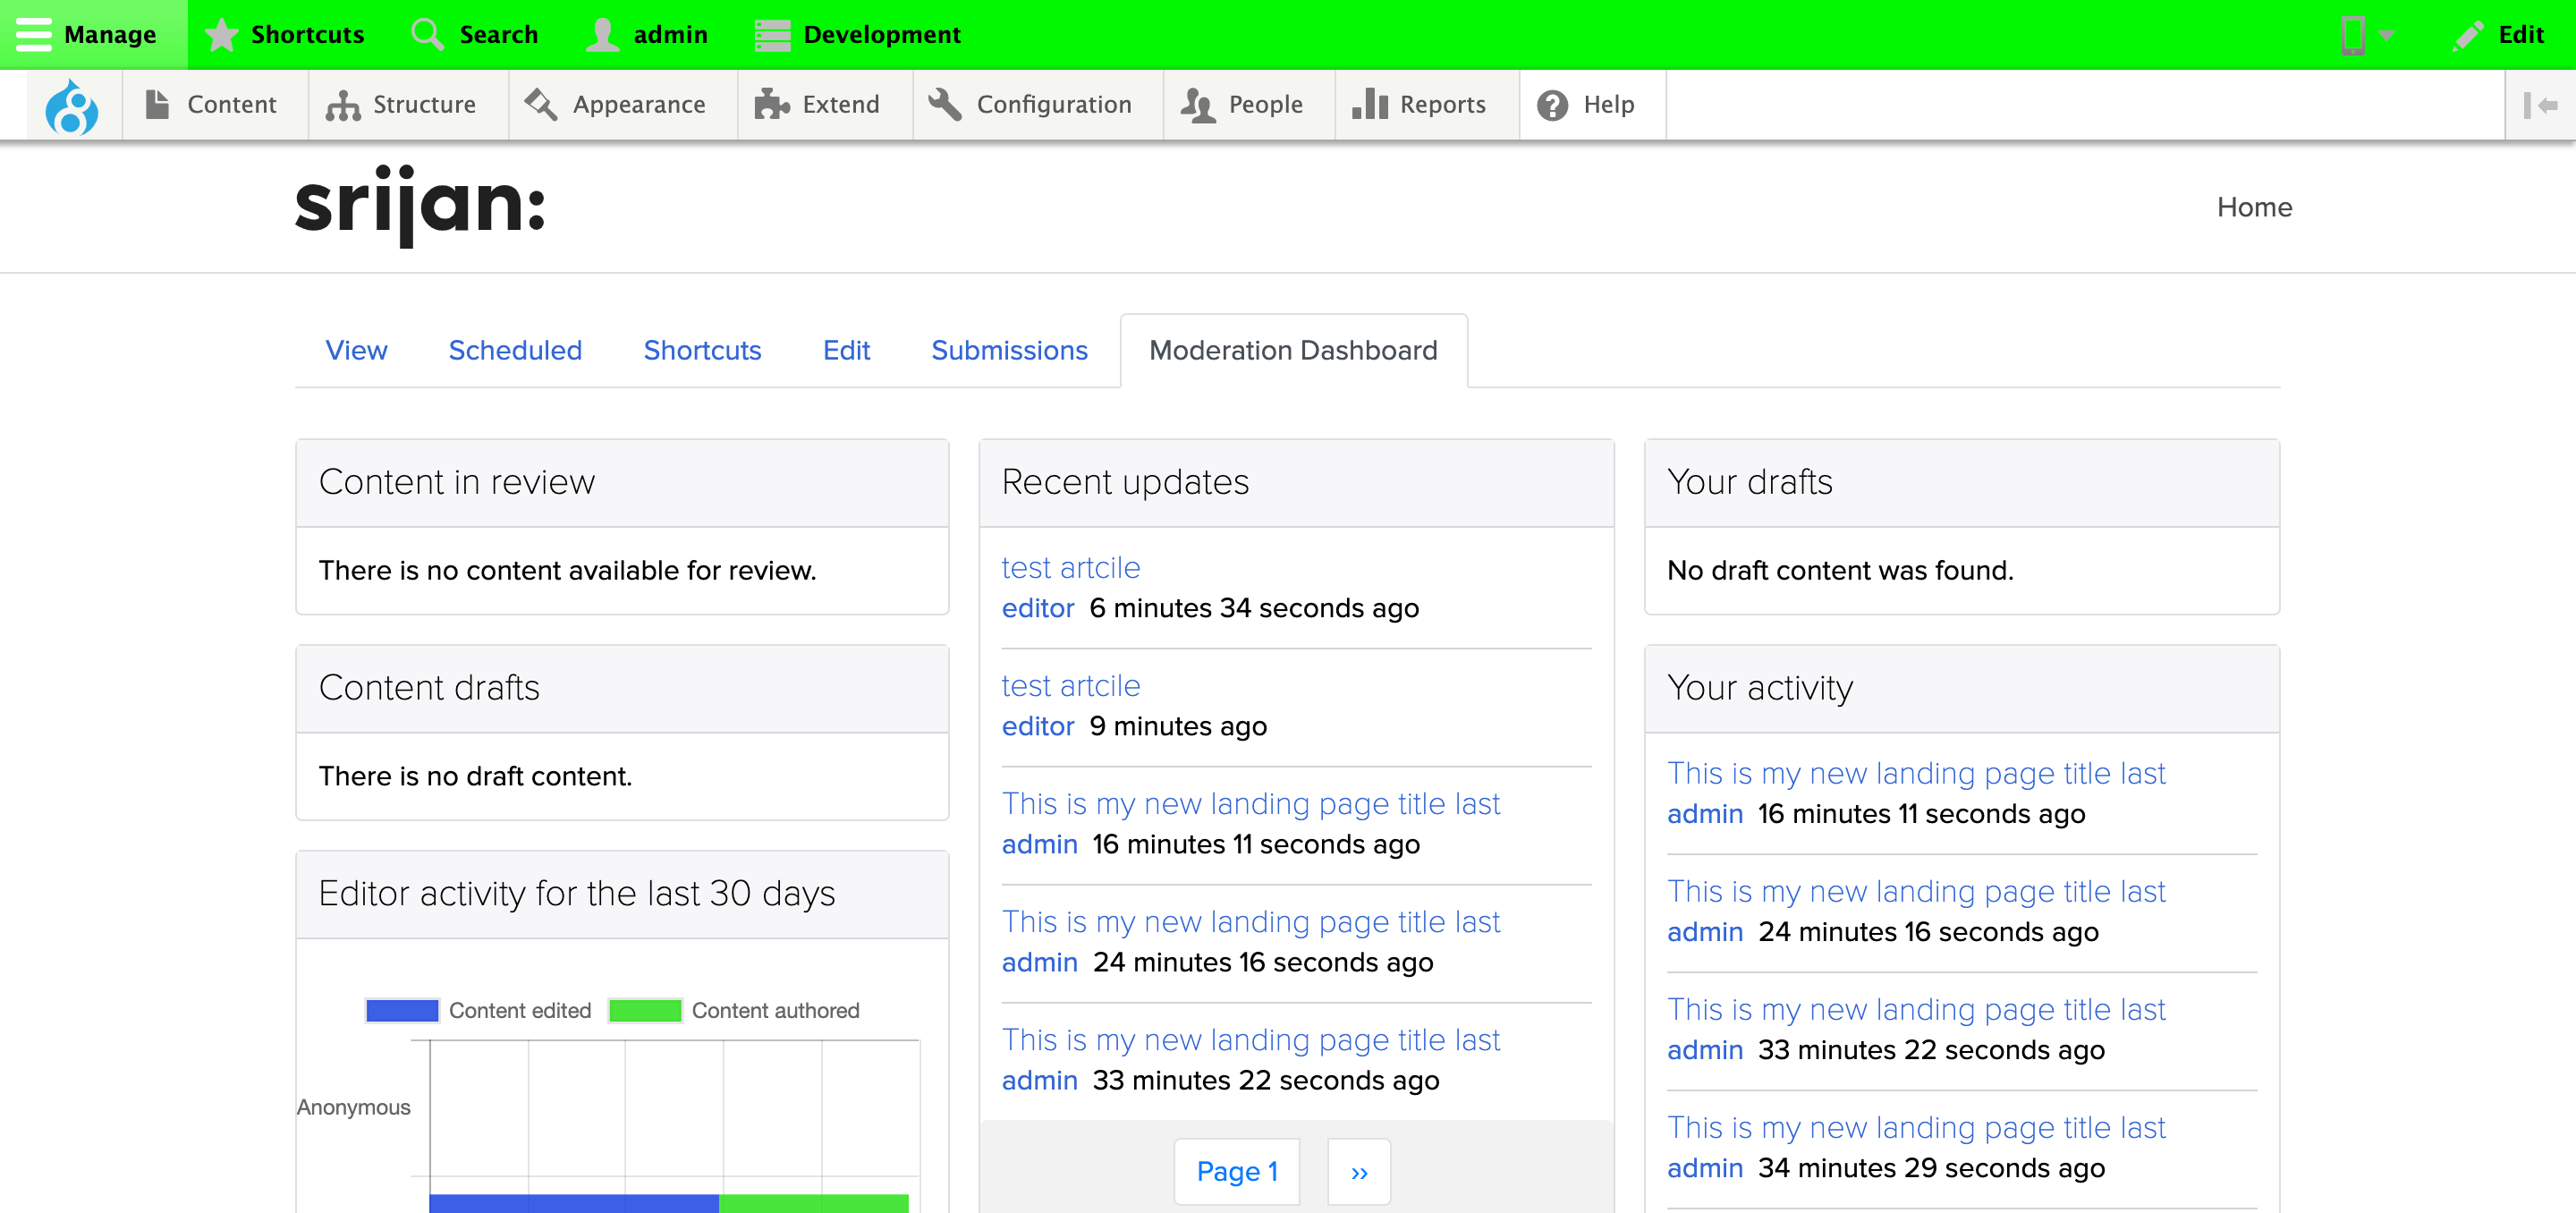 Manage Shortcuts Search admin Development Edit
Content Structure Appearance Extend Configuration People Reports Help
srijan:
Home
View Scheduled Shortcuts Edit Submissions Moderation Dashboard
Content in review
There is no content available for review.
Content drafts
There is no draft content.
Editor activity for the last 30 days
Content edited Content authored
Anonymous
Recent updates
test artcile
editor 6 minutes 34 seconds ago
test artcile
editor 9 minutes ago
This is my new landing page title last
admin 16 minutes 11 seconds ago
This is my new landing page title last
admin 24 minutes 16 seconds ago
This is my new landing page title last
admin 33 minutes 22 seconds ago
Page 1 ››
Your drafts
No draft content was found.
Your activity
This is my new landing page title last
admin 16 minutes 11 seconds ago
This is my new landing page title last
admin 24 minutes 16 seconds ago
This is my new landing page title last
admin 33 minutes 22 seconds ago
This is my new landing page title last
admin 34 minutes 29 seconds ago